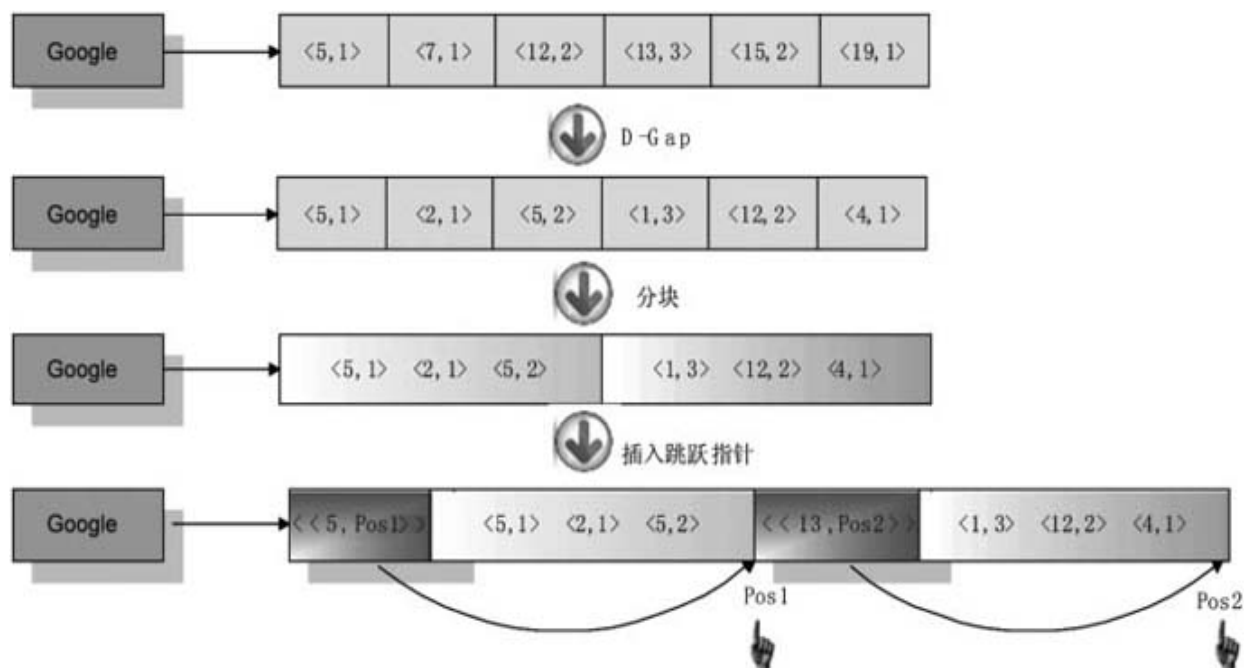 Google <5,1> <7,1> <12,2> <13,3> <15,2> <19,1>
D-Gap
Google <5,1> <2,1> <5,2> <1,3> <12,2> <4,1>
分块
Google <5,1> <2,1> <5,2> <1,3> <12,2> <4,1>
插入跳跃指针
Google <<5,Pos1>> <5,1> <2,1> <5,2> <<13,Pos2>> <1,3> <12,2> <4,1>
Pos1 Pos2